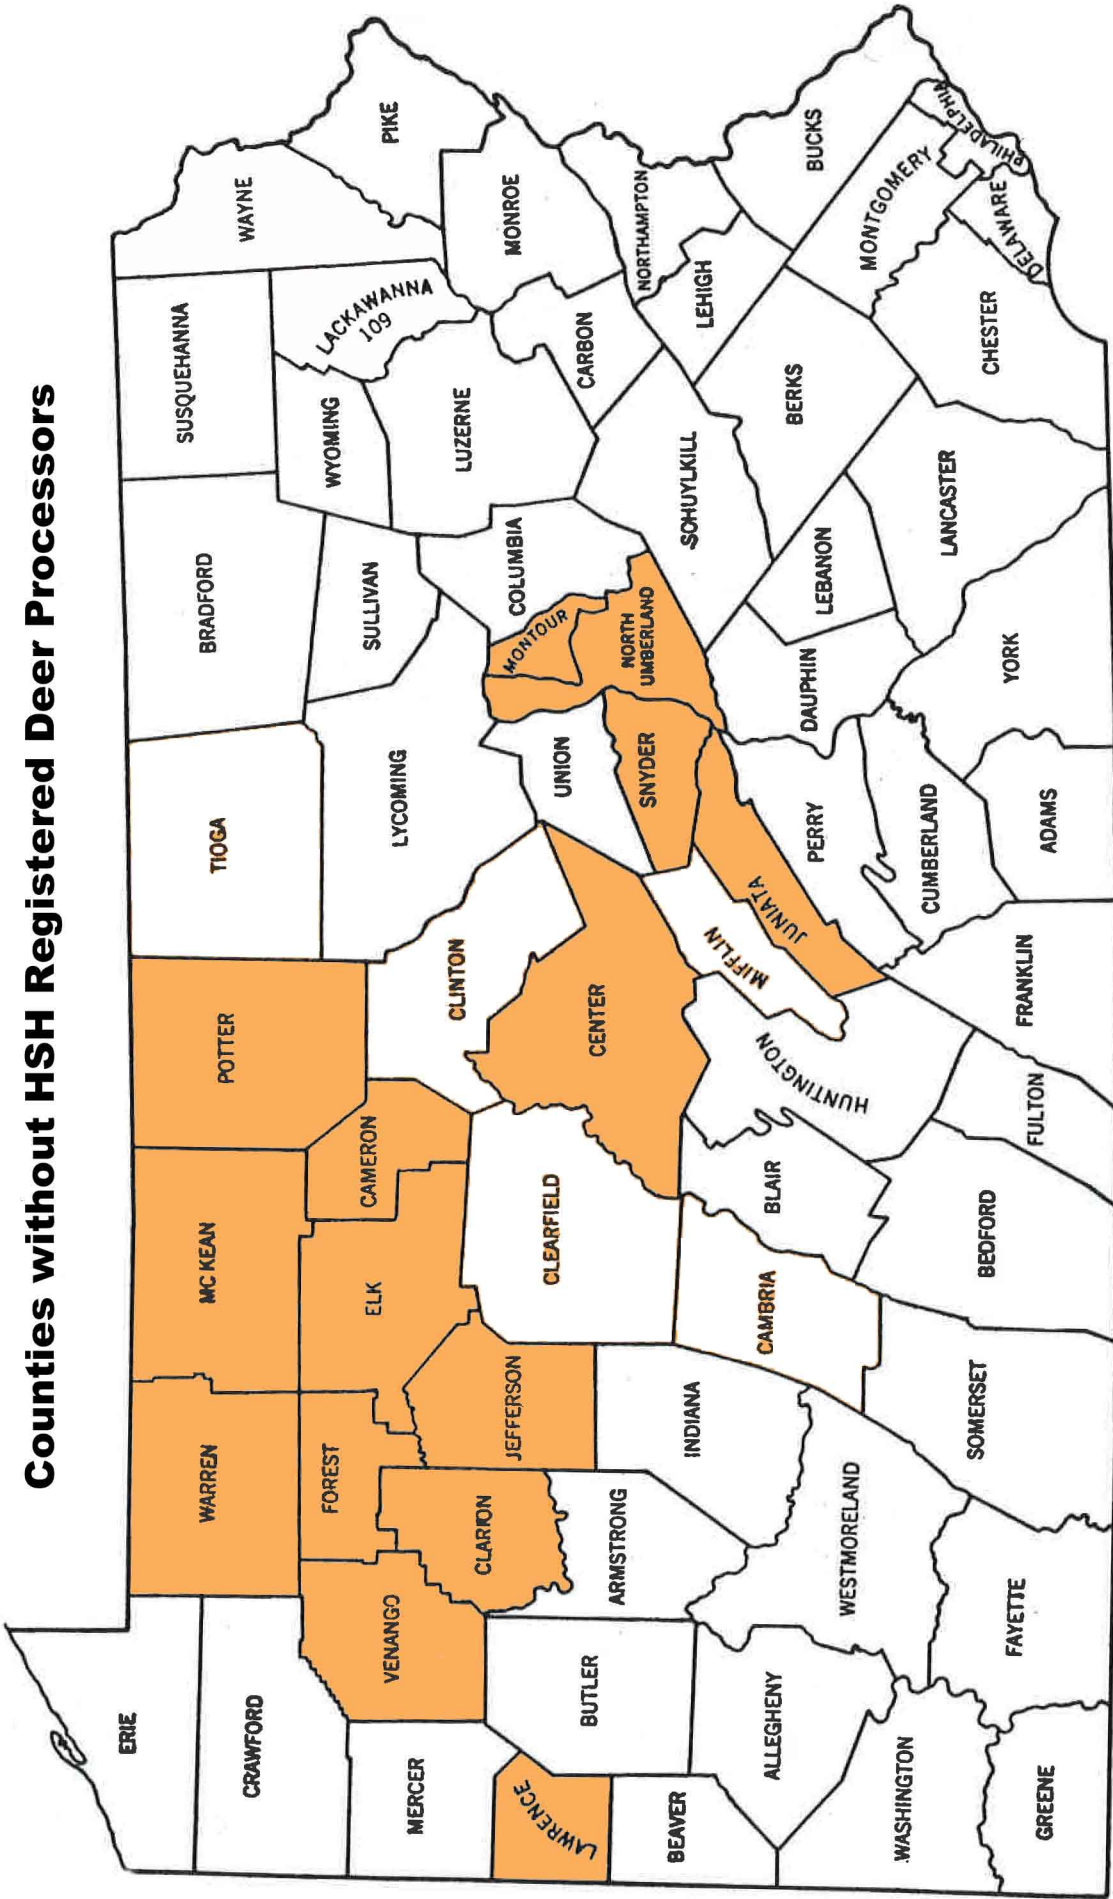 Counties without HSH Registered Deer Processors
ERIE
CRAWFORD
MERCER
LAWRENCE
BEAVER
WASHINGTON
GREENE
VENANGO
BUTLER
ALLEGHENY
FAYETTE
WARREN
FOREST
CLARION
ARMSTRONG
WESTMORELAND
MC KEAN
ELK
JEFFERSON
INDIANA
SOMERSET
CAMERON
CLEARFIELD
CAMBRIA
BLAIR
BEDFORD
POTTER
CLINTON
CENTER
HUNTINGTON
FULTON
TIOGA
LYCOMING
UNION
SNYDER
MIFFLIN
JUNIATA
PERRY
CUMBERLAND
FRANKLIN
ADAMS
BRADFORD
SULLIVAN
COLUMBIA
MONTOUR
NORTH
UMBERLAND
DAUPHIN
LEBANON
YORK
SUSQUEHANNA
WYOMING
LACKAWANNA
109
LUZERNE
SCHUYLKILL
BERKS
LANCASTER
WAYNE
PIKE
MONROE
CARBON
NORTHAMPTON
LEHIGH
BUCKS
MONTGOMERY
PHILADELPHIA
DELAWARE
CHESTER